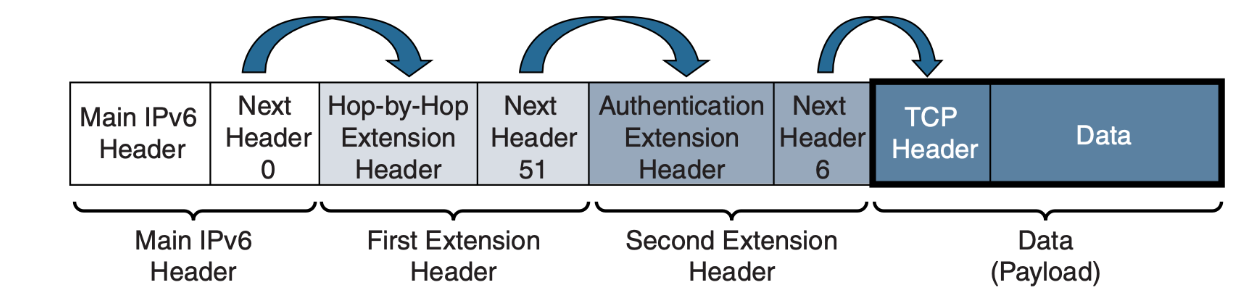 Main IPv6
Header
Next
Header
0
Hop-by-Hop
Extension
Header
Next
Header
51
Authentication
Extension
Header
Next
Header
6
TCP
Header
Data
Main IPv6
Header
First Extension
Header
Second Extension
Header
Data
(Payload)